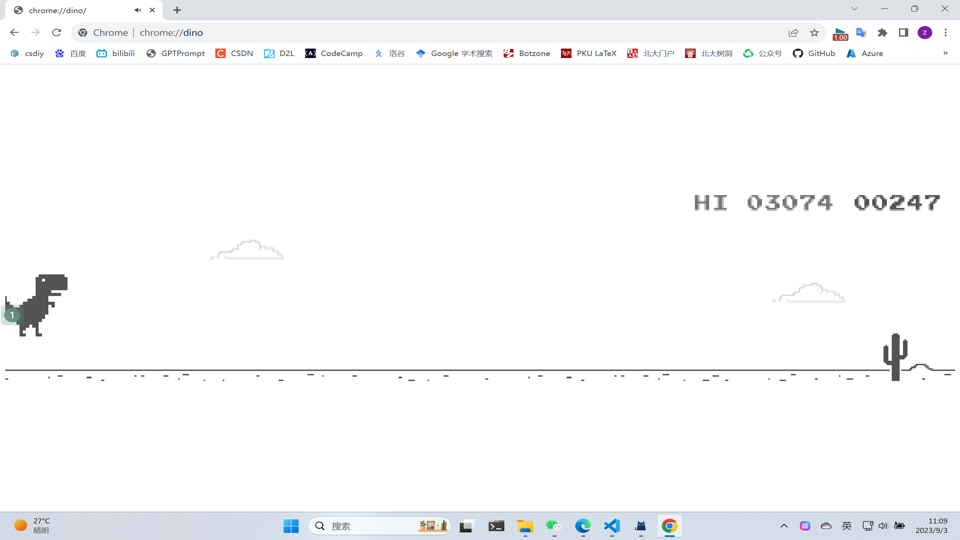 chrome://dino/
Chrome | chrome://dino
csdiy 百度 bilibili GPTPrompt CSDN D2L CodeCamp 洛谷 Google 学术搜索 Botzone PKU LaTeX 北大门户 北大树洞 公众号 GitHub Azure »
1.00
z
HI 03074 00247
1
27°C
晴朗
搜索
英
11:09
2023/9/3